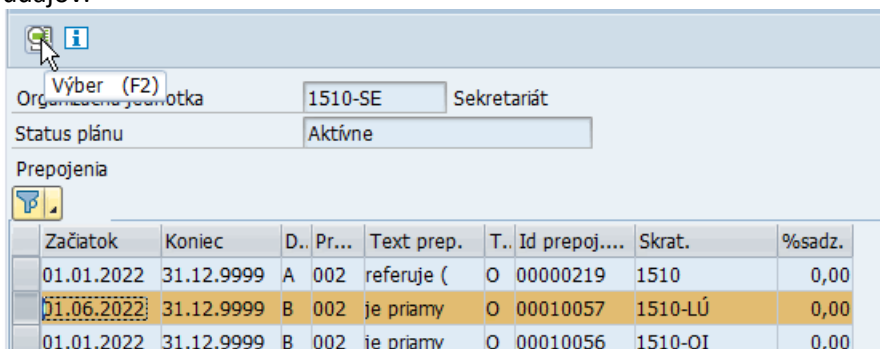 údajov.
Výber (F2)
Organizačná jednotka 1510-SE Sekretariát
Status plánu Aktívne
Prepojenia
Začiatok Koniec D.. Pr... Text prep. T.. Id prepoj.... Skrat. %sadz.
01.01.2022 31.12.9999 A 002 referuje ( O 00000219 1510 0,00
01.06.2022 31.12.9999 B 002 je priamy O 00010057 1510-LÚ 0,00
01.01.2022 31.12.9999 B 002 je priamy O 00010056 1510-OI 0,00